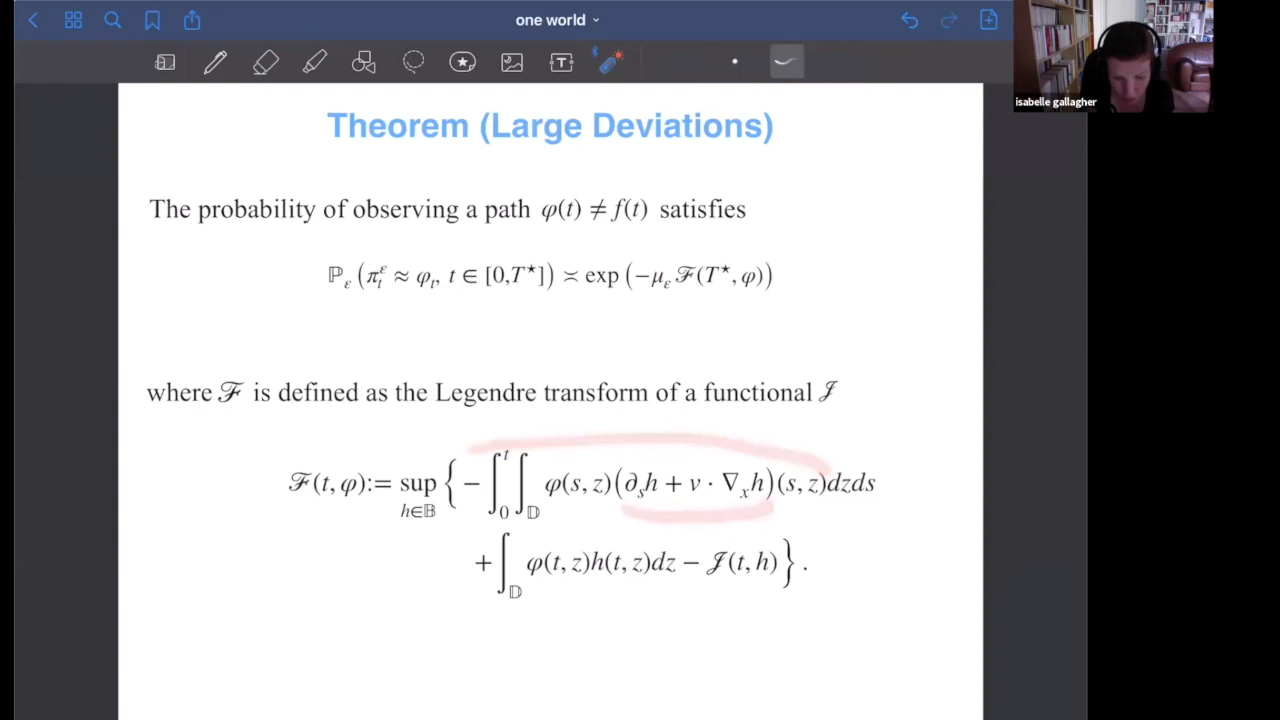 one world
isabelle gallagher
Theorem (Large Deviations)
The probability of observing a path φ(t) ≠ f(t) satisfies
ℙ_ε (π_t^ε ≈ φ_t, t ∈ [0,T^⋆]) ≍ exp (−μ_ε ℱ(T^⋆, φ))
where ℱ is defined as the Legendre transform of a functional 𝒥
ℱ(t, φ):= sup_{h∈𝔹} { − ∫_0^t ∫_𝔻 φ(s, z)(∂_s h + v · ∇_x h)(s, z)dzds
+ ∫_𝔻 φ(t, z)h(t, z)dz − 𝒥(t, h) } .